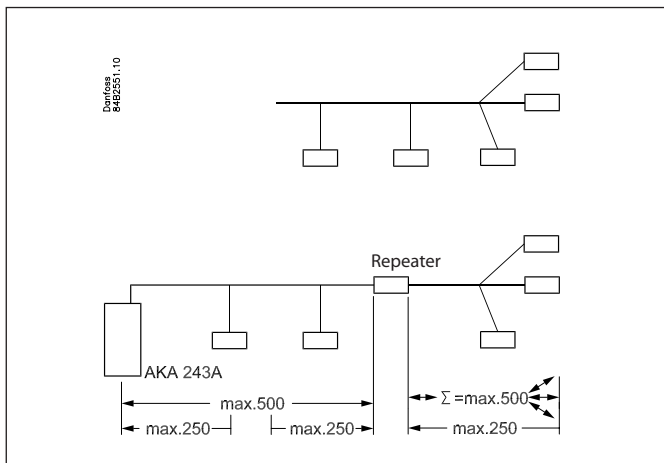 Danfoss
84B2551.10
Repeater
AKA 243A
max.500
Σ =max.500
max.250
max.250
max.250